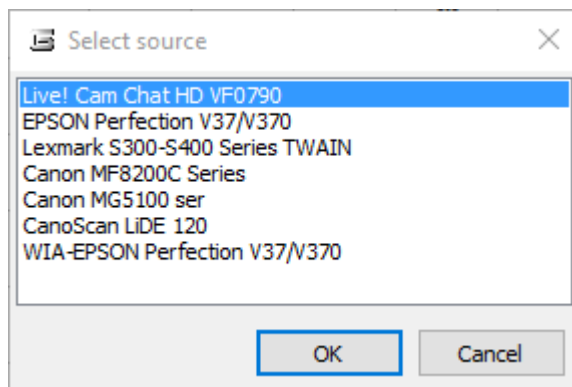 Select source
Live! Cam Chat HD VF0790
EPSON Perfection V37/V370
Lexmark S300-S400 Series TWAIN
Canon MF8200C Series
Canon MG5100 ser
CanoScan LiDE 120
WIA-EPSON Perfection V37/V370
OK
Cancel